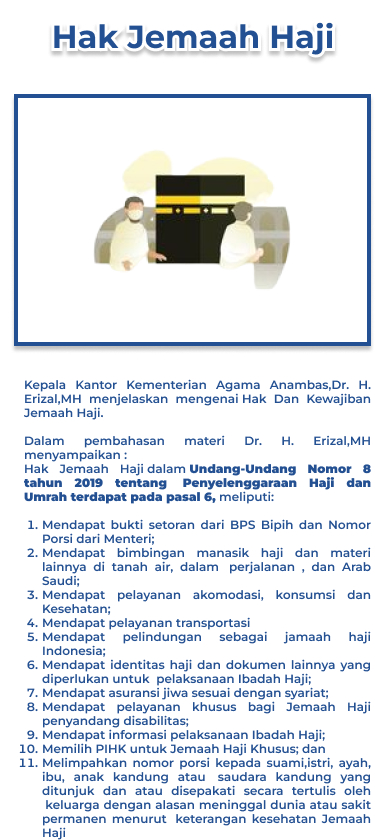 Hak Jemaah Haji
Kepala Kantor Kementerian Agama Anambas,Dr. H.
Erizal,MH menjelaskan mengenai Hak Dan Kewajiban
Jemaah Haji.
Dalam pembahasan materi Dr. H. Erizal,MH
menyampaikan :
Hak Jemaah Haji dalam Undang-Undang Nomor 8
tahun 2019 tentang Penyelenggaraan Haji dan
Umrah terdapat pada pasal 6, meliputi:
1. Mendapat bukti setoran dari BPS Bipih dan Nomor
Porsi dari Menteri;
2. Mendapat bimbingan manasik haji dan materi
lainnya di tanah air, dalam perjalanan , dan Arab
Saudi;
3. Mendapat pelayanan akomodasi, konsumsi dan
Kesehatan;
4. Mendapat pelayanan transportasi
5. Mendapat pelindungan sebagai jamaah haji
Indonesia;
6. Mendapat identitas haji dan dokumen lainnya yang
diperlukan untuk pelaksanaan Ibadah Haji;
7. Mendapat asuransi jiwa sesuai dengan syariat;
8. Mendapat pelayanan khusus bagi Jemaah Haji
penyandang disabilitas;
9. Mendapat informasi pelaksanaan Ibadah Haji;
10. Memilih PIHK untuk Jemaah Haji Khusus; dan
11. Melimpahkan nomor porsi kepada suami,istri, ayah,
ibu, anak kandung atau saudara kandung yang
ditunjuk dan atau disepakati secara tertulis oleh
keluarga dengan alasan meninggal dunia atau sakit
permanen menurut keterangan kesehatan Jemaah
Haji